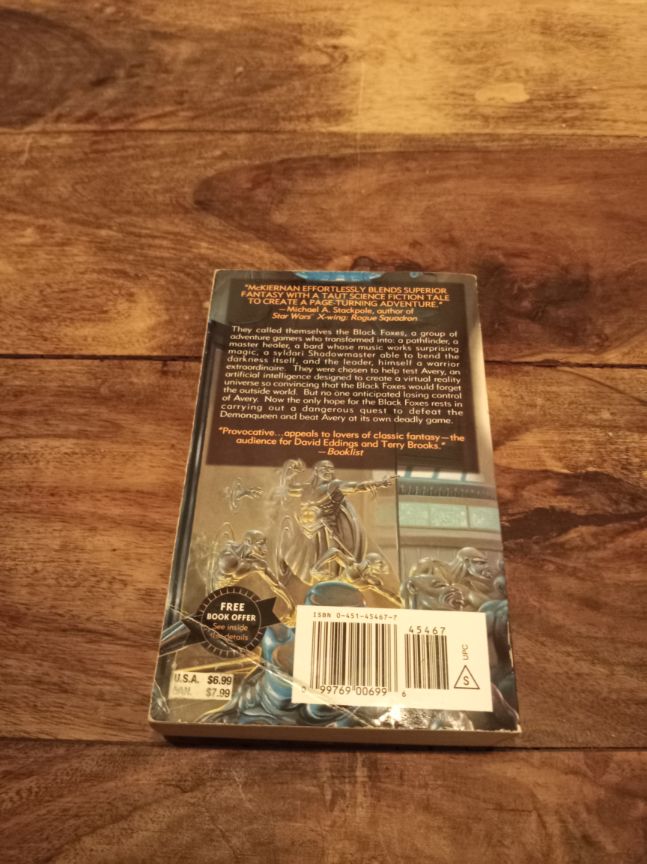 "McKIERNAN EFFORTLESSLY BLENDS SUPERIOR
FANTASY WITH A TAUT SCIENCE FICTION TALE
TO CREATE A PAGE-TURNING ADVENTURE."
—Michael A. Stackpole, author of
Star Wars® X-wing: Rogue Squadron
They called themselves the Black Foxes, a group of
adventure gamers who transformed into: a pathfinder, a
master healer, a bard whose music works surprising
magic, a syldari Shadowmaster able to bend the
darkness itself, and the leader, himself a warrior
extraordinaire. They were chosen to help test Avery, an
artificial intelligence designed to create a virtual reality
universe so convincing that the Black Foxes would forget
the outside world. But no one anticipated losing control
of Avery. Now the only hope for the Black Foxes rests in
carrying out a dangerous quest to defeat the
Demonqueen and beat Avery at its own deadly game.
"Provocative...appeals to lovers of classic fantasy—the
audience for David Eddings and Terry Brooks."
—Booklist
FREE
BOOK OFFER
See inside
for details
U.S.A. $6.99
CAN. $7.99
ISBN 0-451-45467-7
45467
99769 00699 6
UPC
S